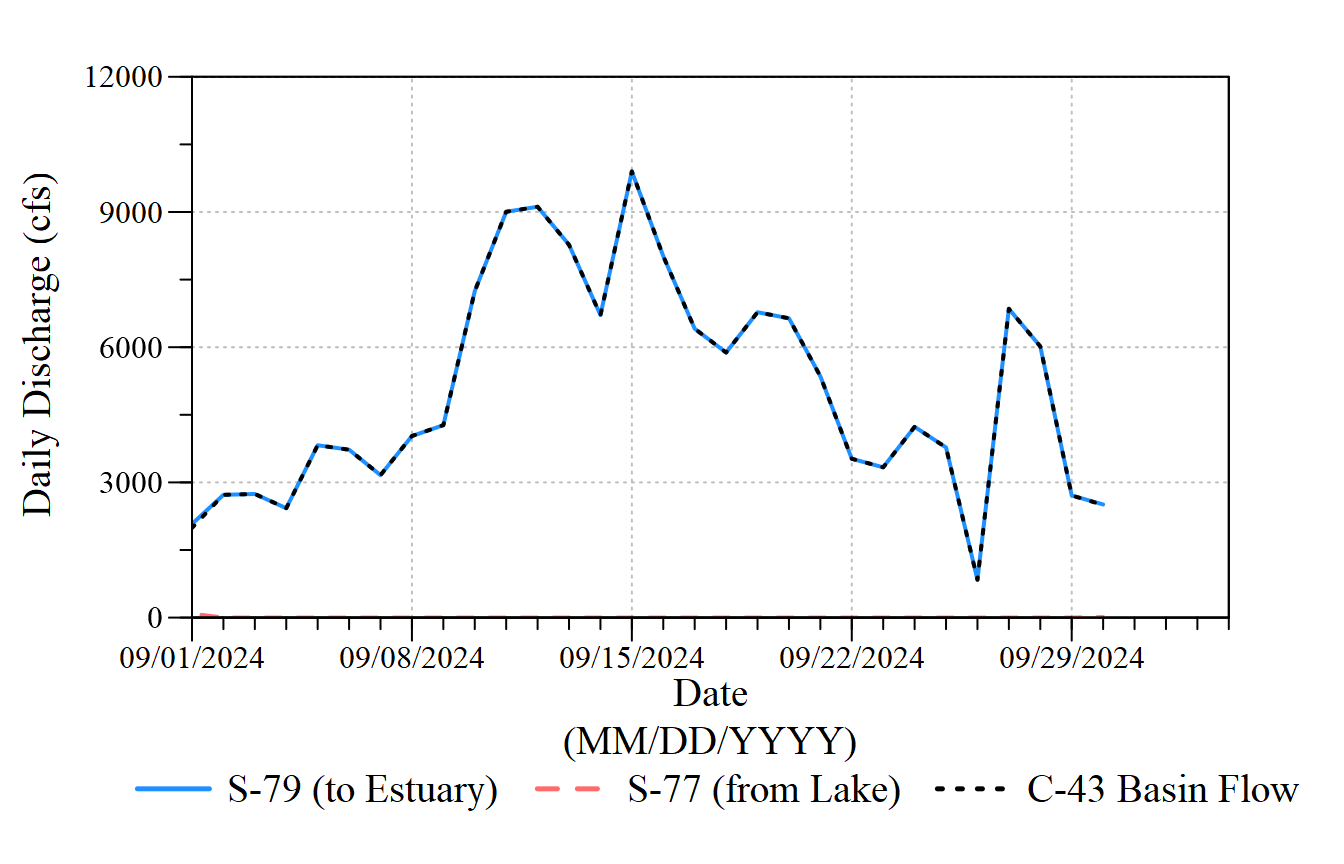 12000
9000
6000
3000
0
Daily Discharge (cfs)
09/01/2024 09/08/2024 09/15/2024 09/22/2024 09/29/2024
Date
(MM/DD/YYYY)
S-79 (to Estuary) S-77 (from Lake) C-43 Basin Flow